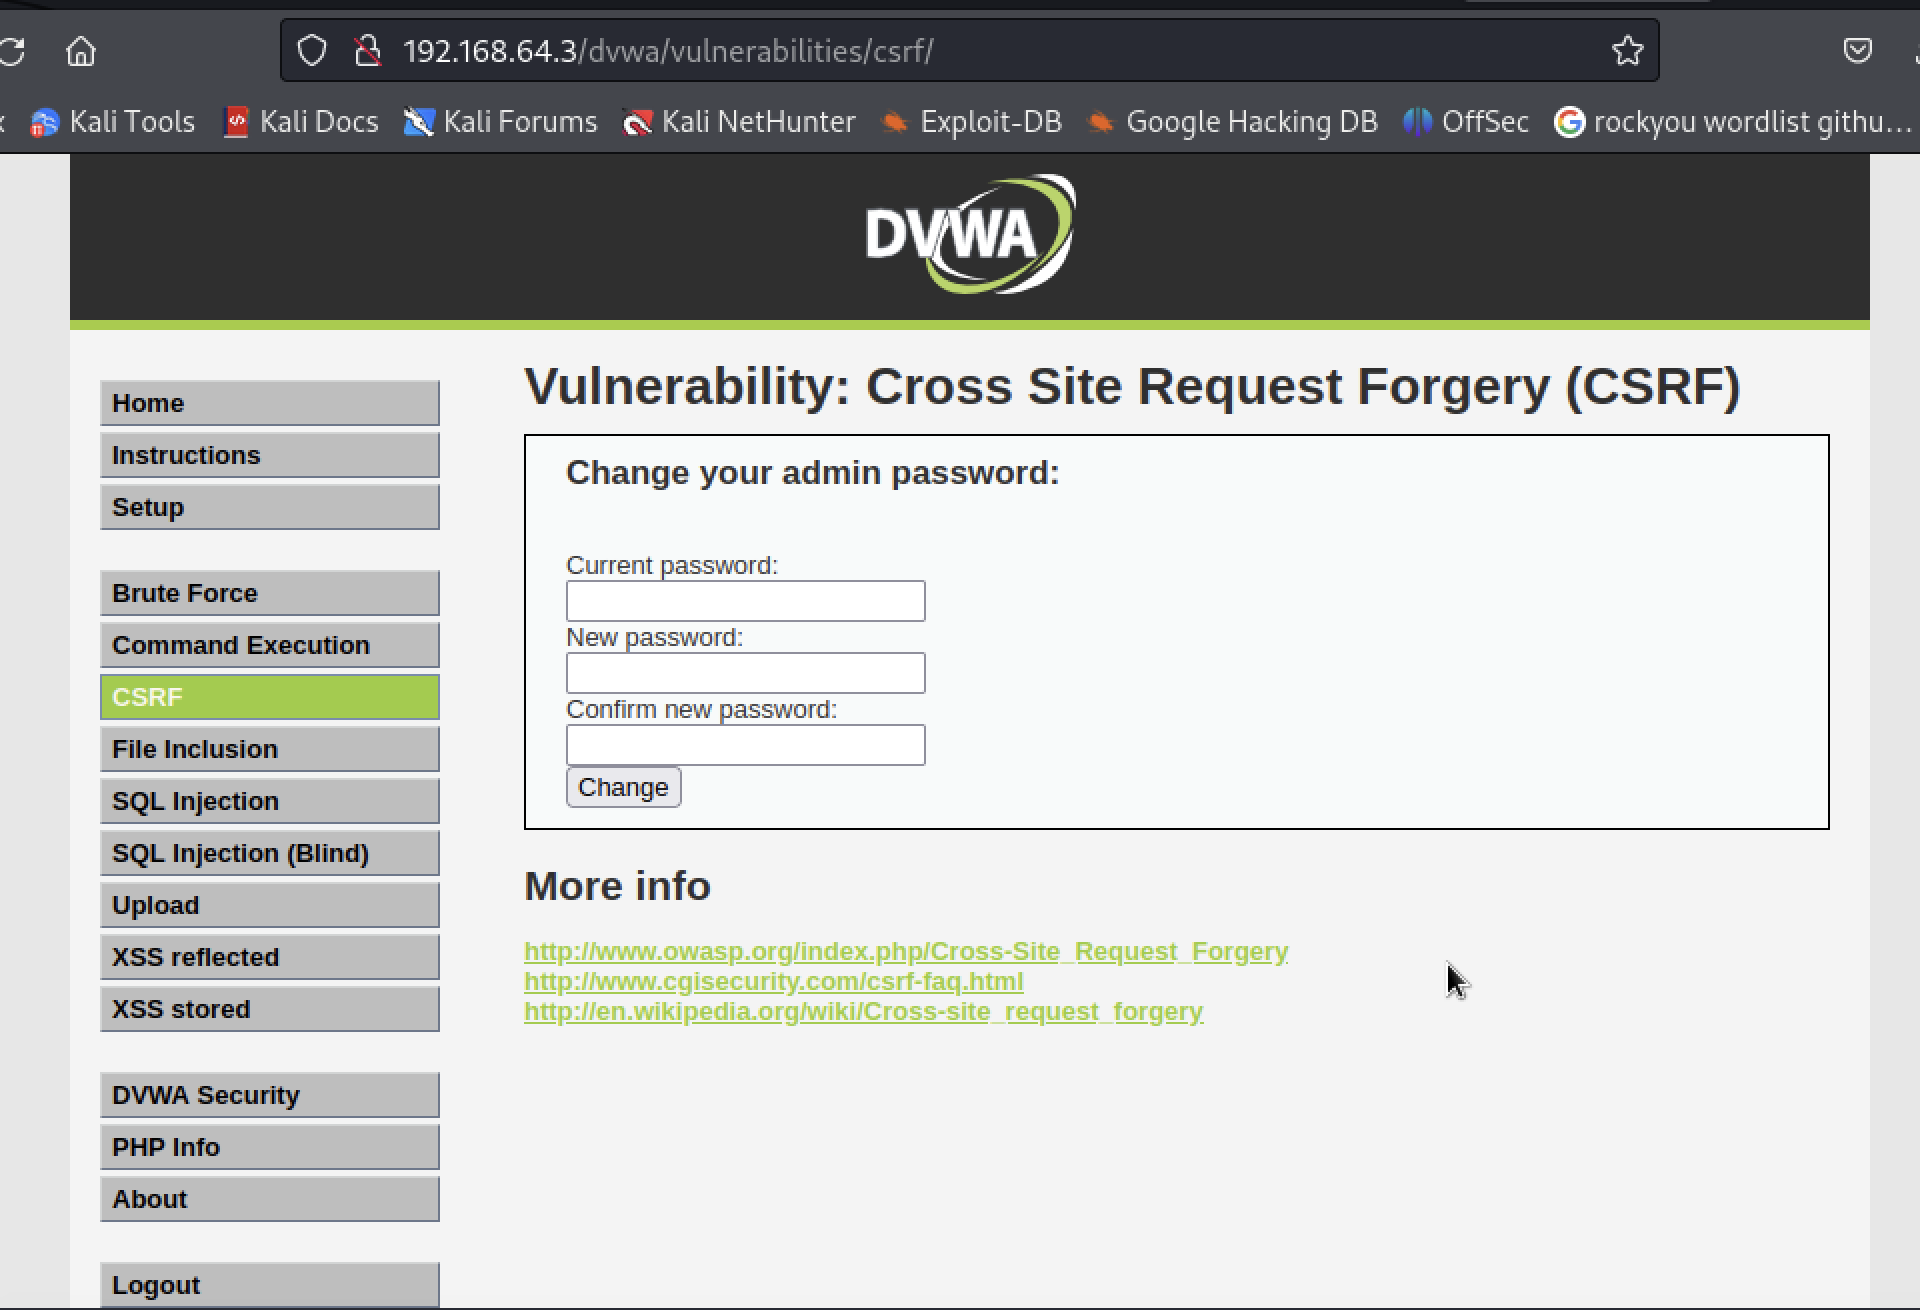 192.168.64.3/dvwa/vulnerabilities/csrf/
Kali Tools Kali Docs Kali Forums Kali NetHunter Exploit-DB Google Hacking DB OffSec rockyou wordlist githu…
DVWA
Home
Instructions
Setup
Brute Force
Command Execution
CSRF
File Inclusion
SQL Injection
SQL Injection (Blind)
Upload
XSS reflected
XSS stored
DVWA Security
PHP Info
About
Logout
Vulnerability: Cross Site Request Forgery (CSRF)
Change your admin password:
Current password:
New password:
Confirm new password:
Change
More info
http://www.owasp.org/index.php/Cross-Site_Request_Forgery
http://www.cgisecurity.com/csrf-faq.html
http://en.wikipedia.org/wiki/Cross-site_request_forgery